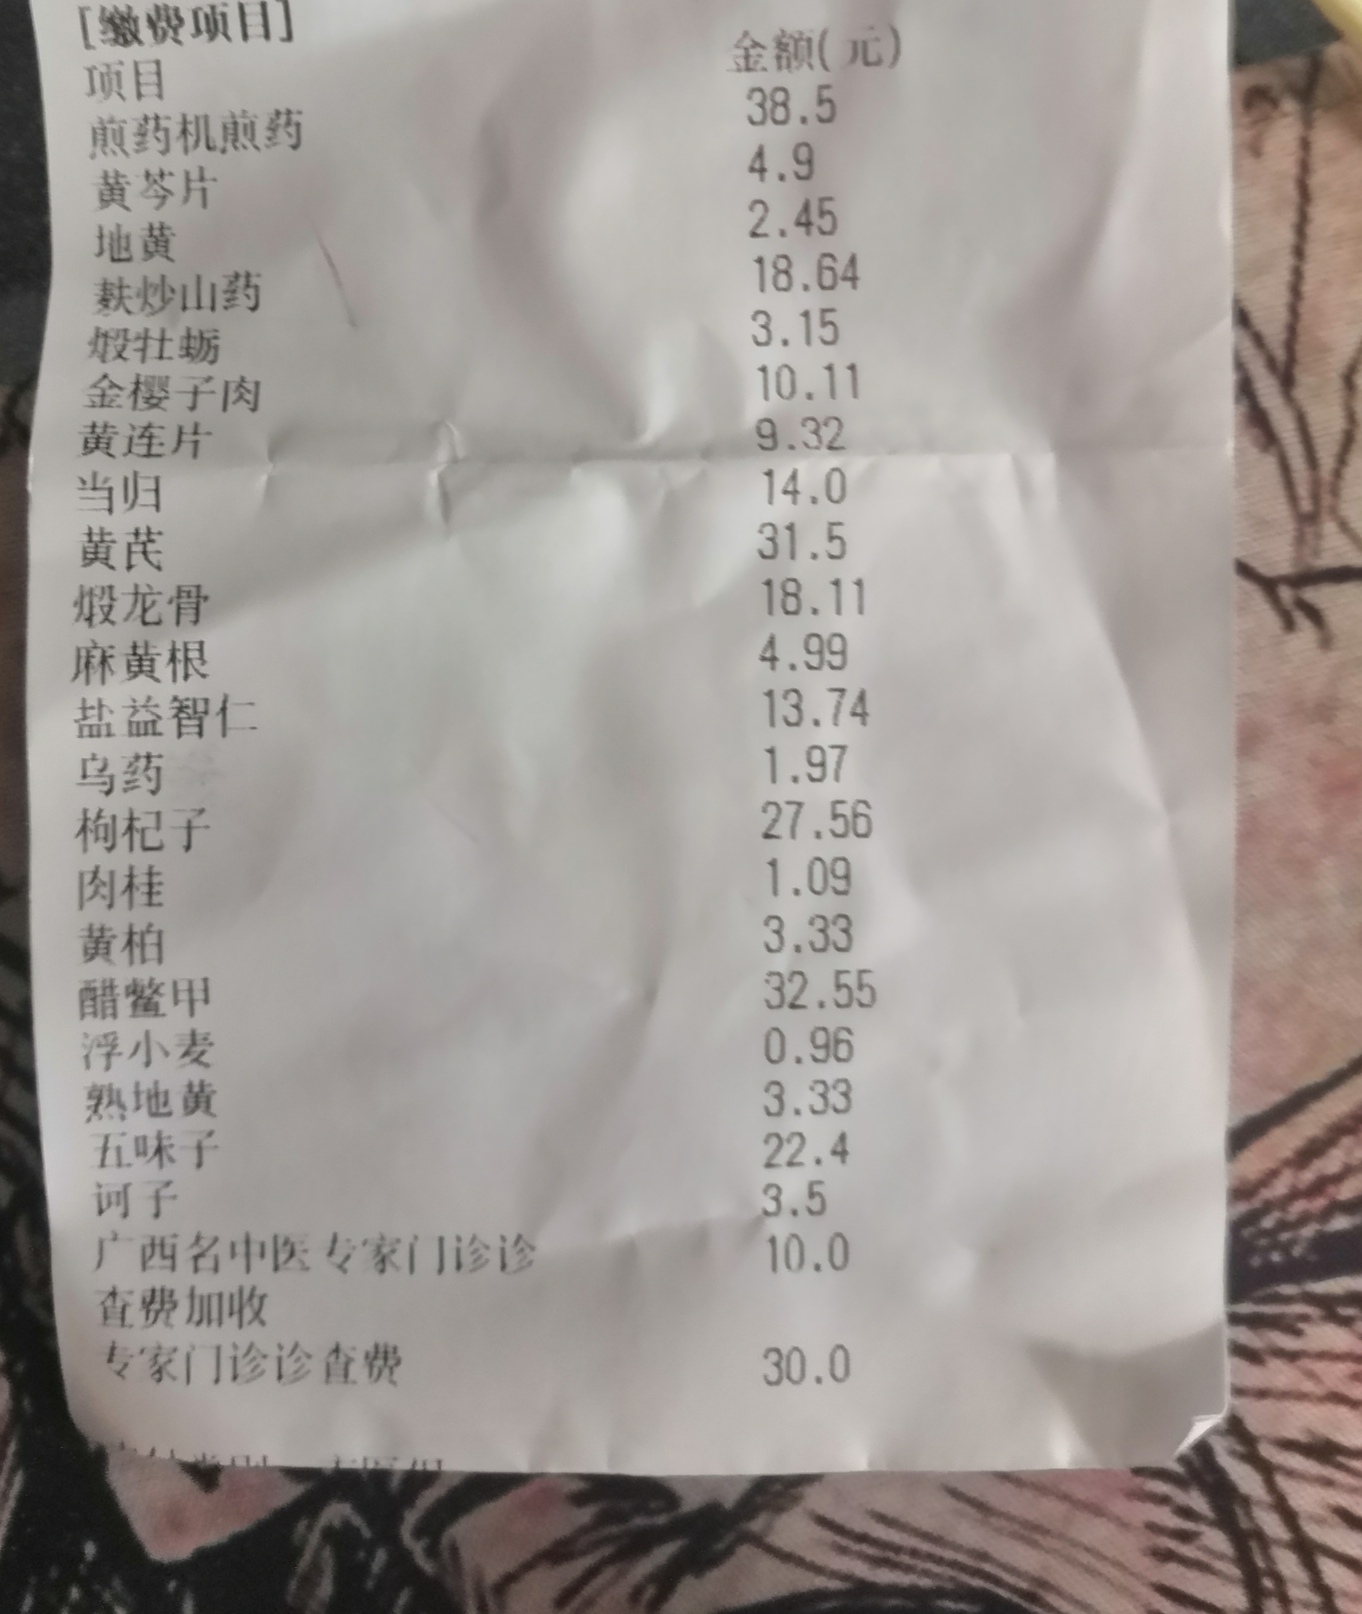 [缴费项目]
项目 金额(元)
煎药机煎药 38.5
黄芩片 4.9
地黄 2.45
麸炒山药 18.64
煅牡蛎 3.15
金樱子肉 10.11
黄连片 9.32
当归 14.0
黄芪 31.5
煅龙骨 18.11
麻黄根 4.99
盐益智仁 13.74
乌药 1.97
枸杞子 27.56
肉桂 1.09
黄柏 3.33
醋鳖甲 32.55
浮小麦 0.96
熟地黄 3.33
五味子 22.4
诃子 3.5
广西名中医专家门诊诊 10.0
查费加收
专家门诊诊查费 30.0